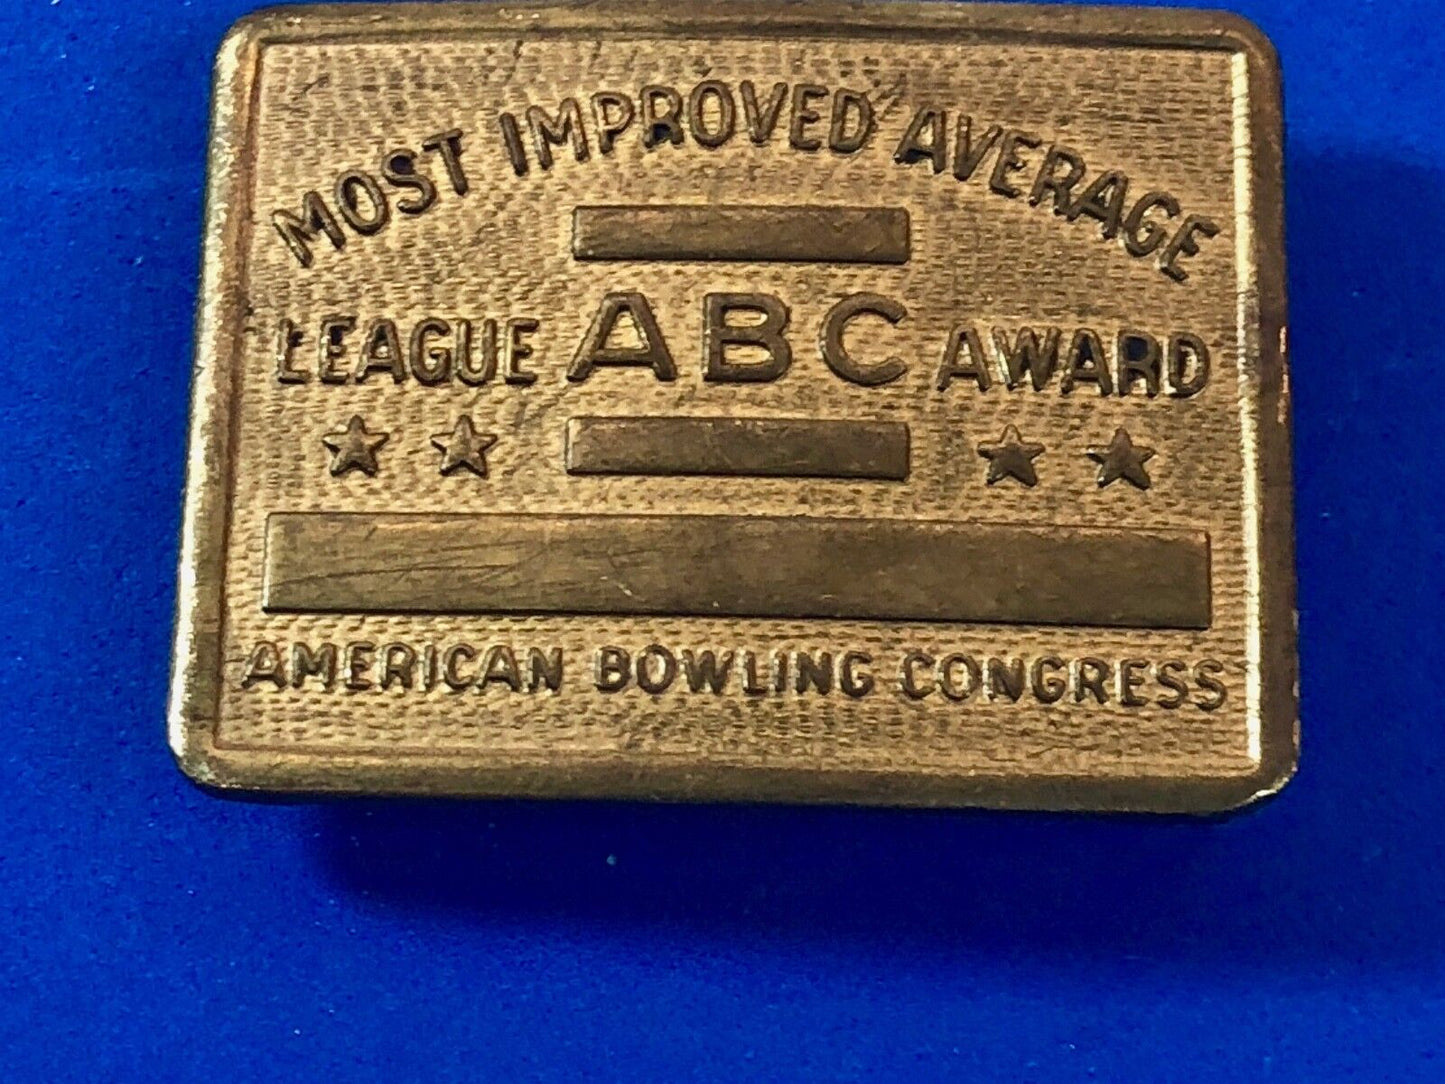 MOST IMPROVED AVERAGE
LEAGUE ABC AWARD
AMERICAN BOWLING CONGRESS